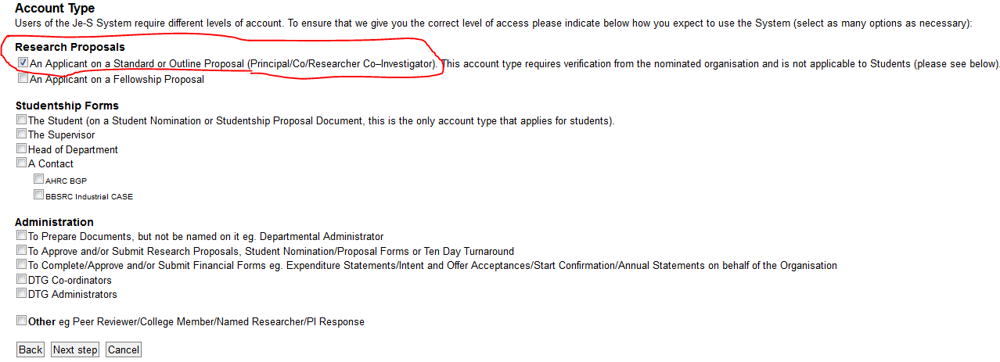 Account Type
Users of the Je-S System require different levels of account. To ensure that we give you the correct level of access please indicate below how you expect to use the System (select as many options as necessary):
Research Proposals
An Applicant on a Standard or Outline Proposal (Principal/Co/Researcher Co–Investigator). This account type requires verification from the nominated organisation and is not applicable to Students (please see below).
An Applicant on a Fellowship Proposal
Studentship Forms
The Student (on a Student Nomination or Studentship Proposal Document, this is the only account type that applies for students).
The Supervisor
Head of Department
A Contact
AHRC BGP
BBSRC Industrial CASE
Administration
To Prepare Documents, but not be named on it eg. Departmental Administrator
To Approve and/or Submit Research Proposals, Student Nomination/Proposal Forms or Ten Day Turnaround
To Complete/Approve and/or Submit Financial Forms eg. Expenditure Statements/Intent and Offer Acceptances/Start Confirmation/Annual Statements on behalf of the Organisation
DTG Co-ordinators
DTG Administrators
Other eg Peer Reviewer/College Member/Named Researcher/PI Response
Back Next step Cancel